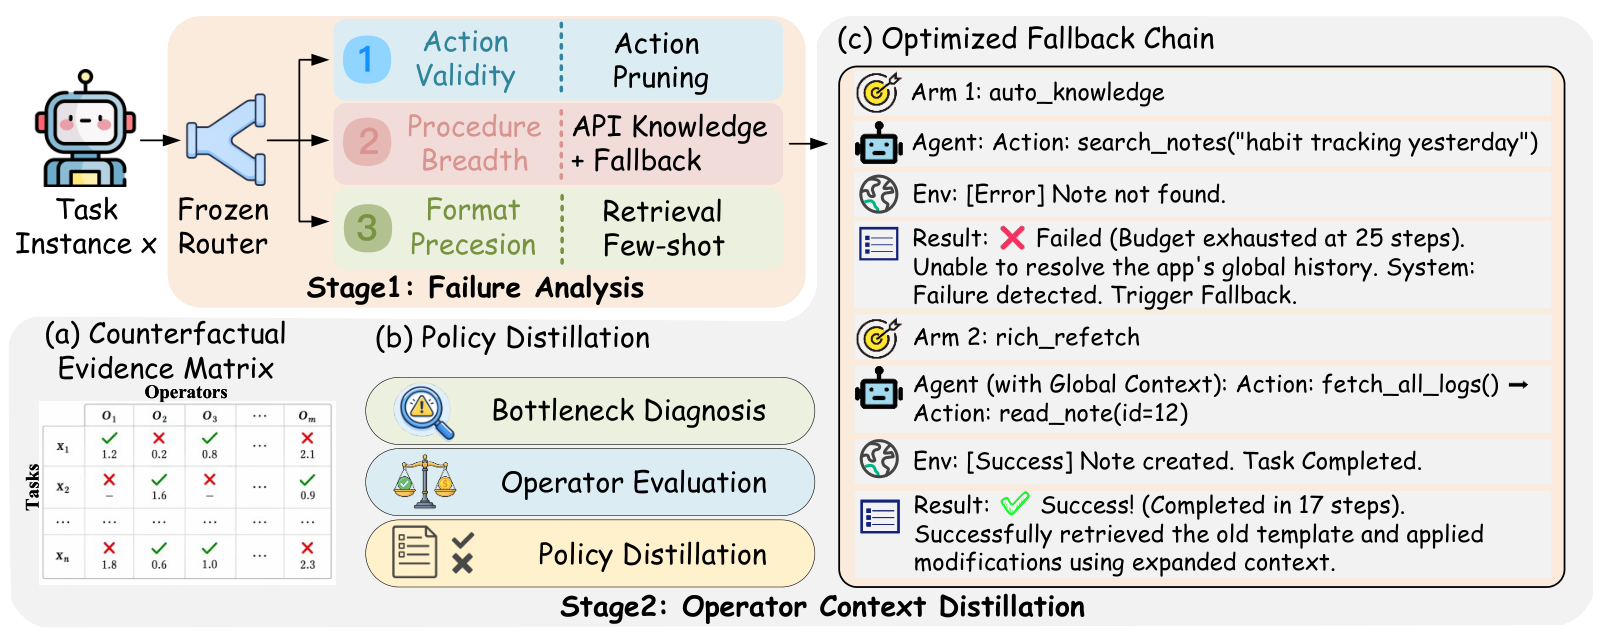 Task
Instance x
Frozen
Router
1
Action
Validity
Action
Pruning
2
Procedure
Breadth
API Knowledge
+ Fallback
3
Format
Precesion
Retrieval
Few-shot
Stage1: Failure Analysis
(a) Counterfactual
Evidence Matrix
Operators
Tasks
O1 O2 O3 ... Om
x1 ✓ ✗ ✓ ... ✗
1.2 0.2 0.8 2.1
x2 ✗ ✓ ✗ ... ✓
– 1.6 – 0.9
... ... ... ... ...
xn ✗ ✓ ✓ ... ✗
1.8 0.6 1.0 2.3
(b) Policy Distillation
Bottleneck Diagnosis
Operator Evaluation
Policy Distillation
(c) Optimized Fallback Chain
Arm 1: auto_knowledge
Agent: Action: search_notes("habit tracking yesterday")
Env: [Error] Note not found.
Result: ❌ Failed (Budget exhausted at 25 steps).
Unable to resolve the app's global history. System:
Failure detected. Trigger Fallback.
Arm 2: rich_refetch
Agent (with Global Context): Action: fetch_all_logs() ➞
Action: read_note(id=12)
Env: [Success] Note created. Task Completed.
Result: ✓ Success! (Completed in 17 steps).
Successfully retrieved the old template and applied
modifications using expanded context.
Stage2: Operator Context Distillation